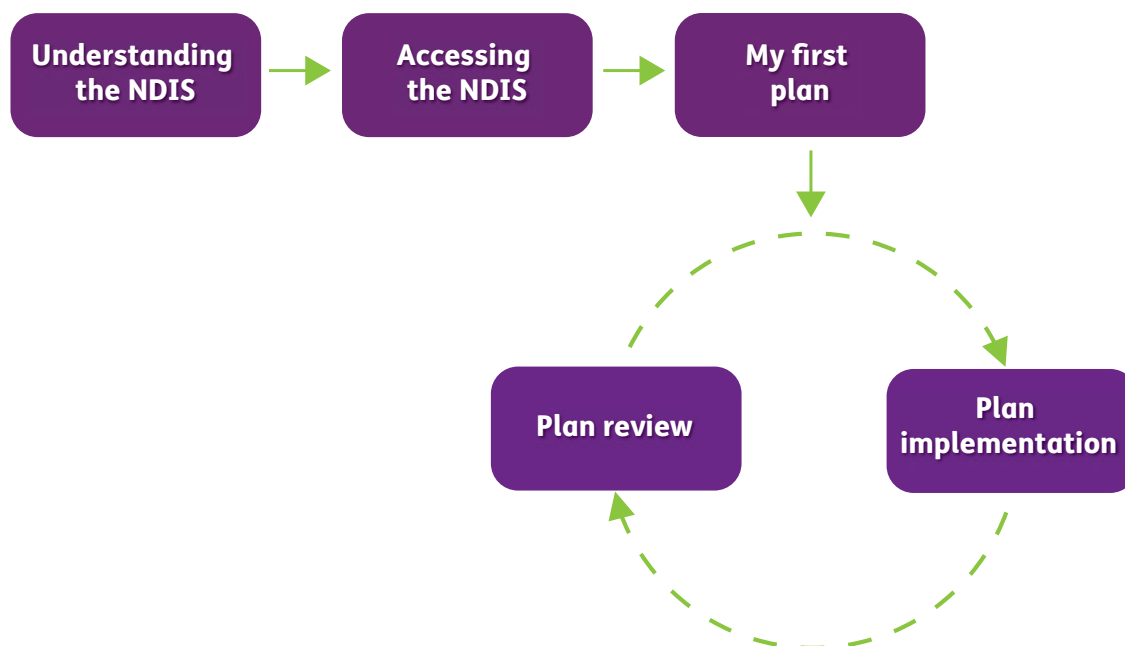 Understanding
the NDIS
Accessing
the NDIS
My first
plan
Plan review
Plan
implementation